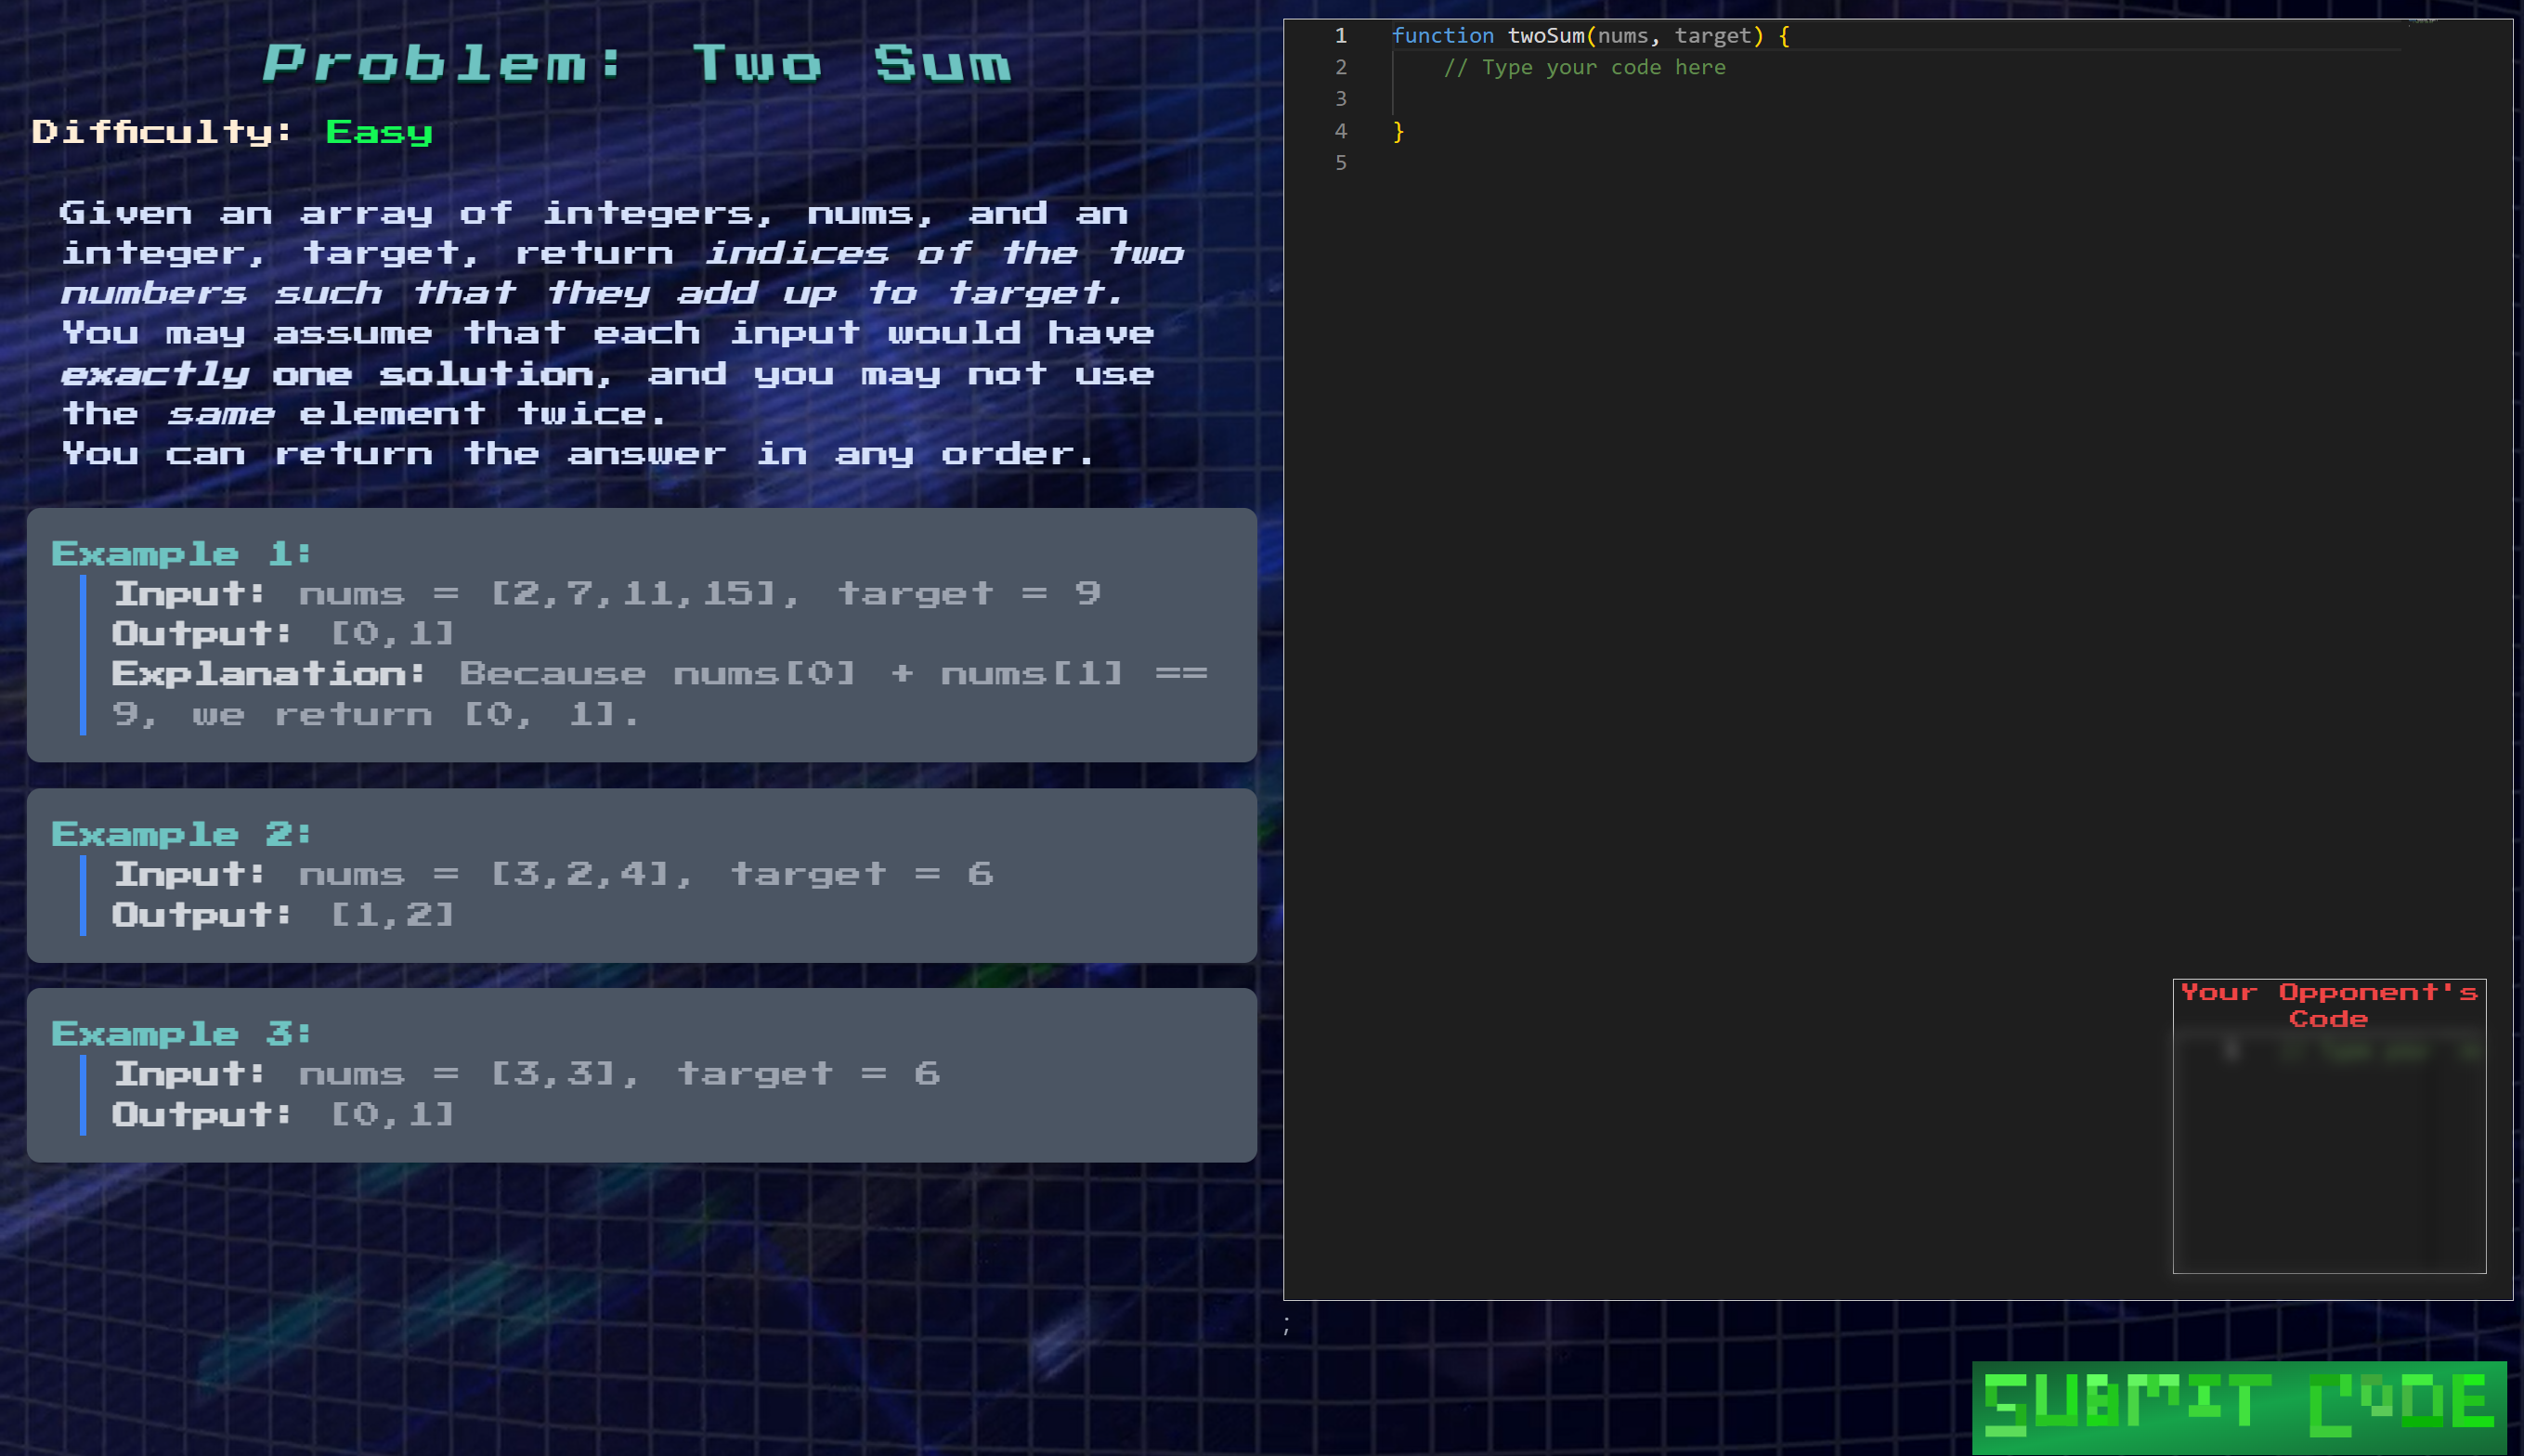 Problem: Two Sum
Difficulty: Easy
Given an array of integers, nums, and an
integer, target, return indices of the two
numbers such that they add up to target.
You may assume that each input would have
exactly one solution, and you may not use
the same element twice.
You can return the answer in any order.
Example 1:
Input: nums = [2,7,11,15], target = 9
Output: [0,1]
Explanation: Because nums[0] + nums[1] ==
9, we return [0, 1].
Example 2:
Input: nums = [3,2,4], target = 6
Output: [1,2]
Example 3:
Input: nums = [3,3], target = 6
Output: [0,1]
1 function twoSum(nums, target) {
2 // Type your code here
3
4 }
5
Your Opponent's
Code
;
SUBMIT CODE